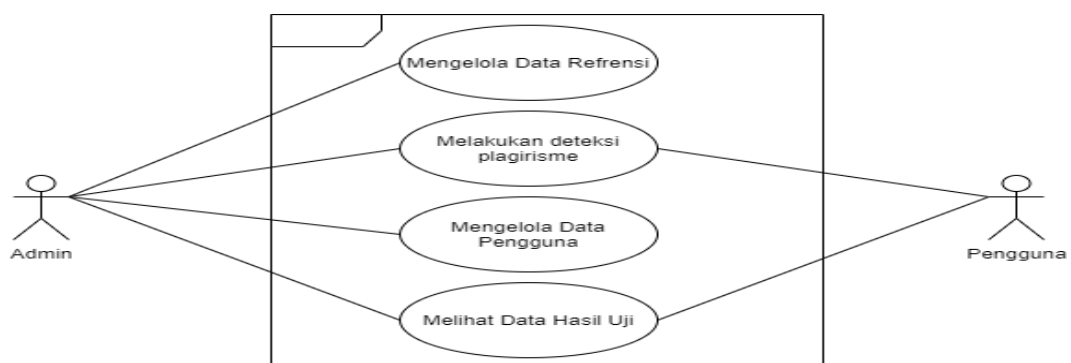 Mengelola Data Refrensi
Melakukan deteksi
plagirisme
Mengelola Data
Pengguna
Melihat Data Hasil Uji
Admin
Pengguna